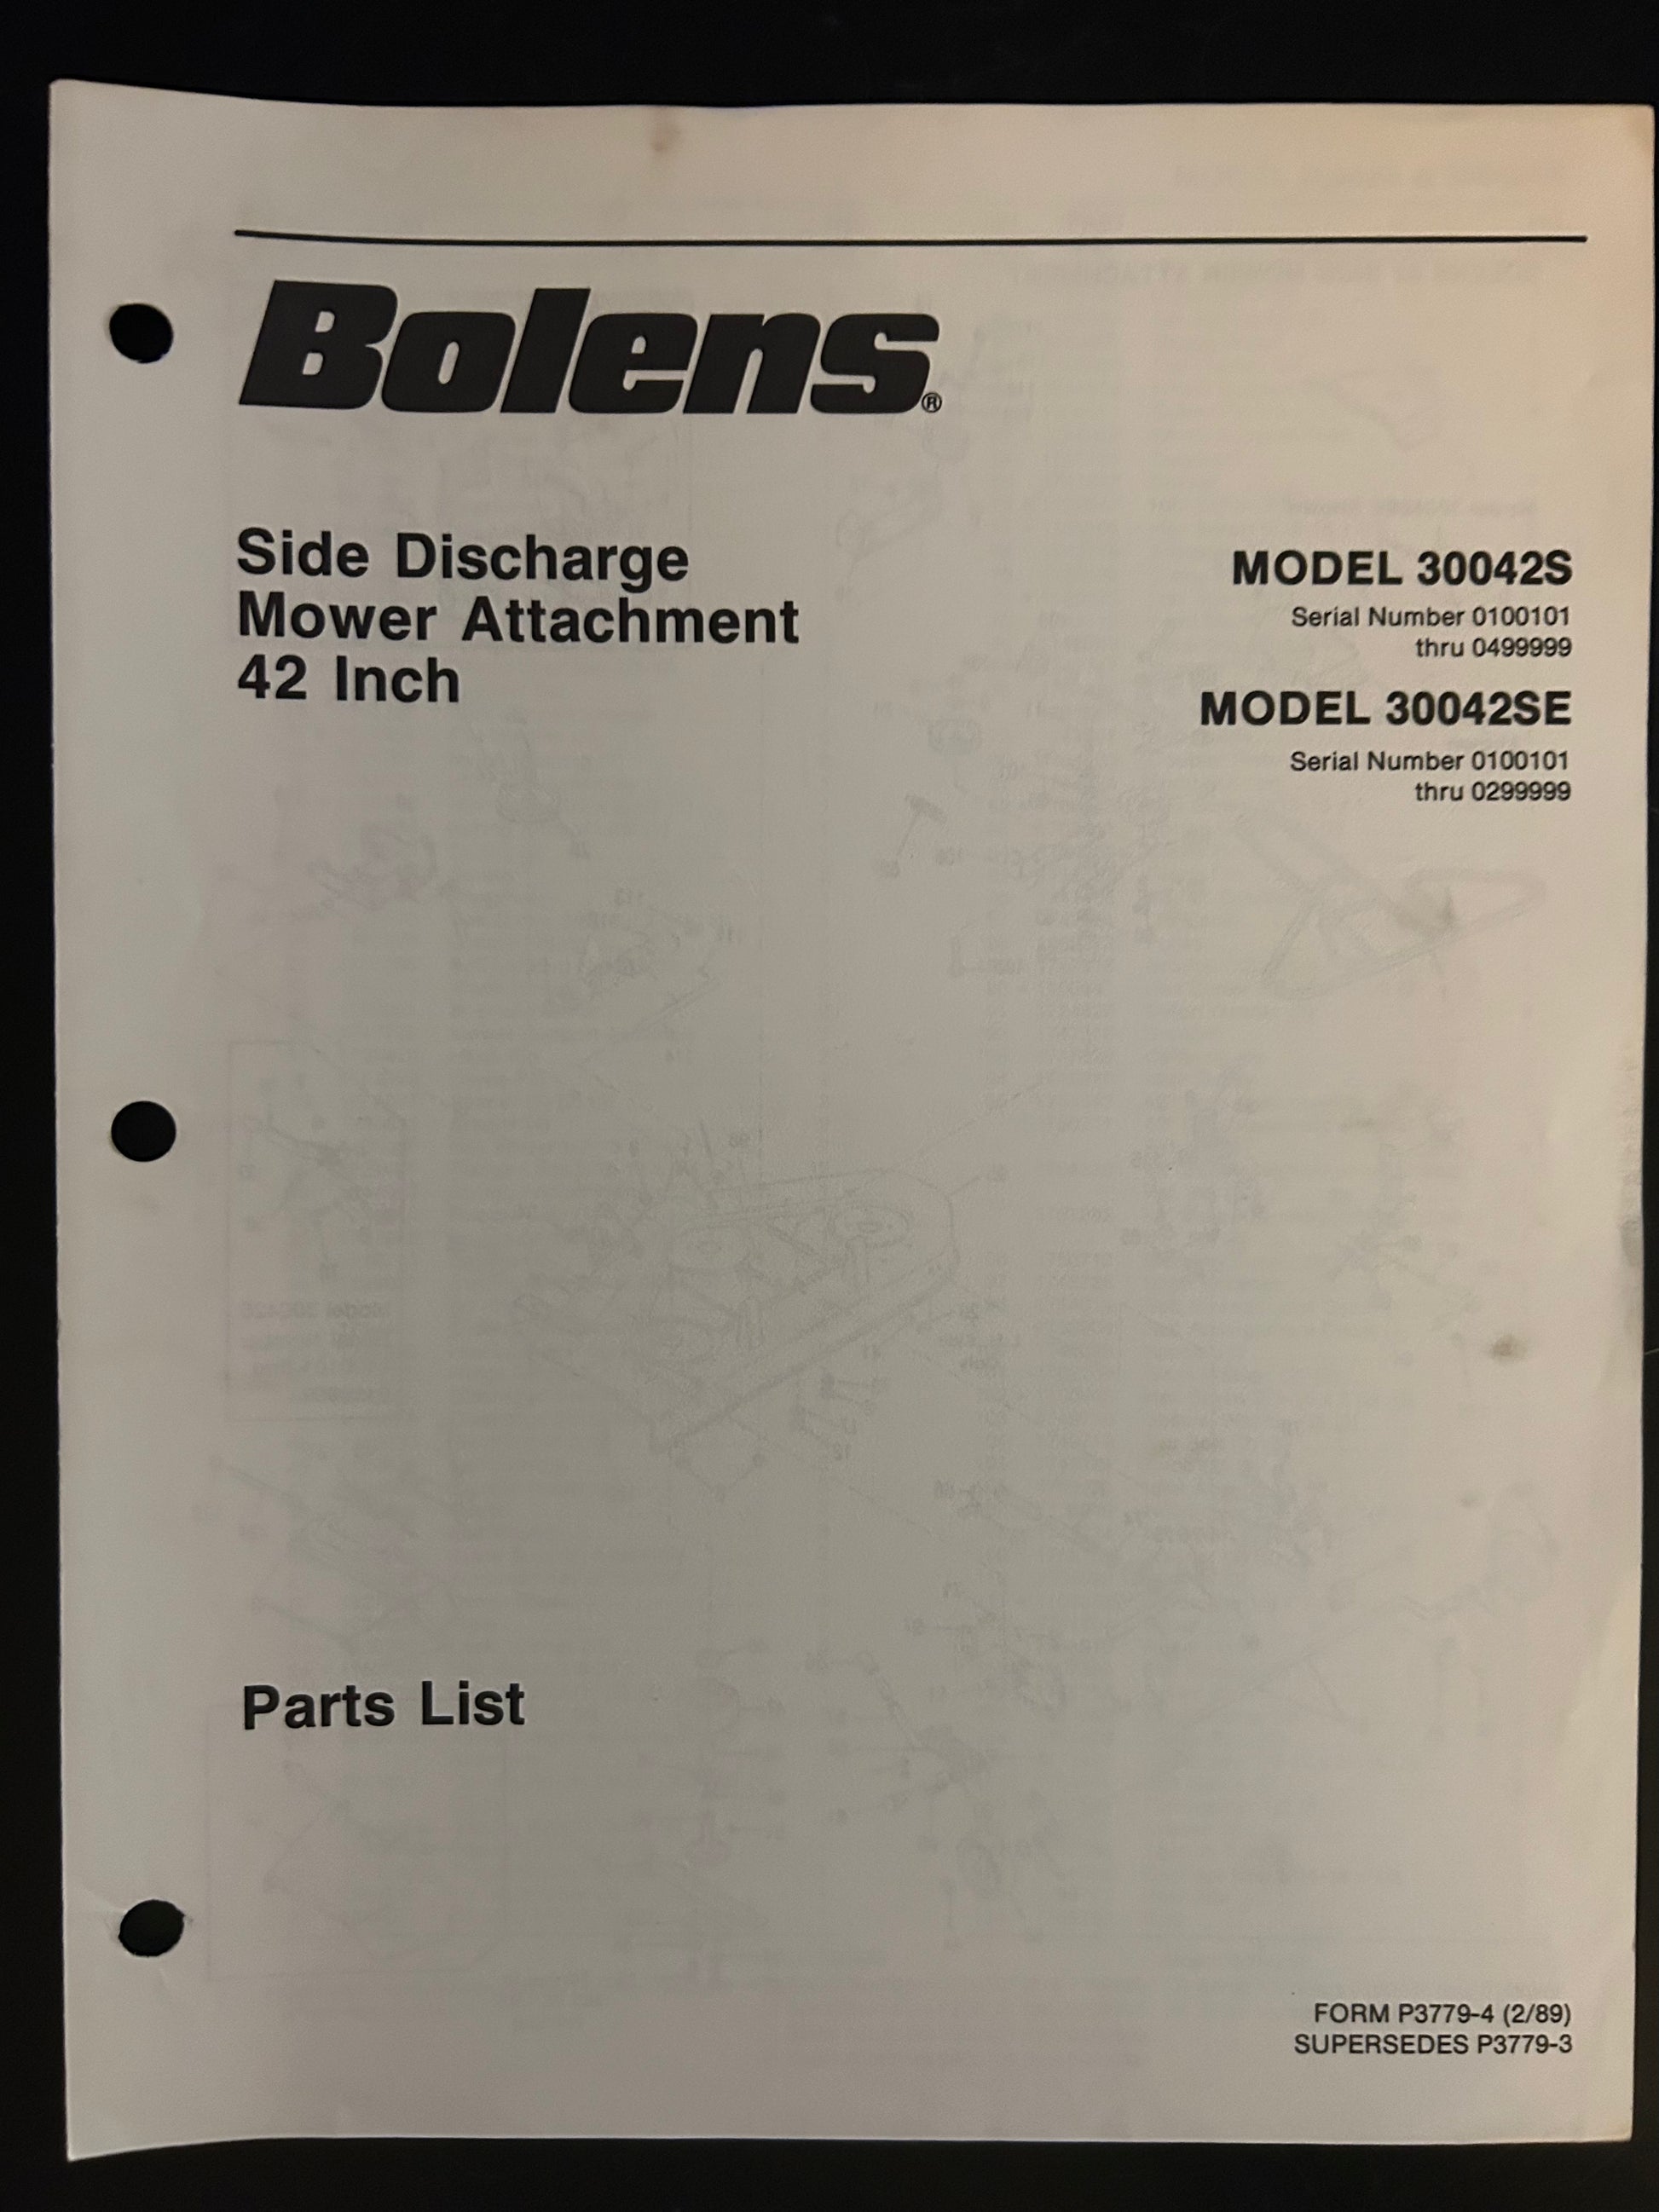 Bolens®
Side Discharge
Mower Attachment
42 Inch
MODEL 30042S
Serial Number 0100101
thru 0499999
MODEL 30042SE
Serial Number 0100101
thru 0299999
Parts List
FORM P3779-4 (2/89)
SUPERSEDES P3779-3